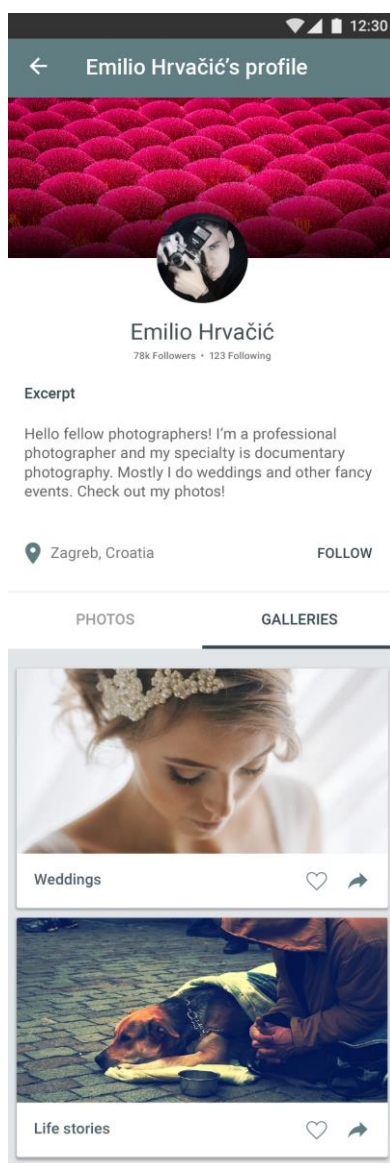 12:30
Emilio Hrvačić’s profile
Emilio Hrvačić
78k Followers • 123 Following
Excerpt
Hello fellow photographers! I’m a professional
photographer and my specialty is documentary
photography. Mostly I do weddings and other fancy
events. Check out my photos!
Zagreb, Croatia FOLLOW
PHOTOS GALLERIES
Weddings
Life stories